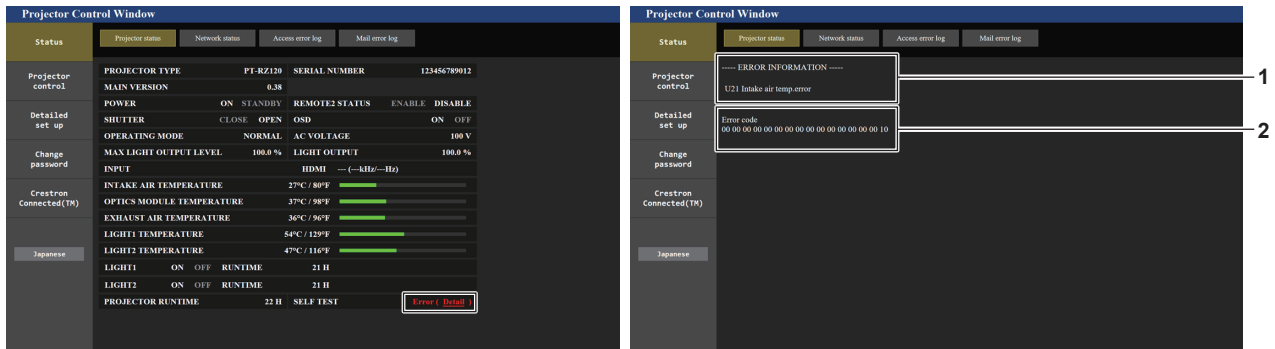 Projector Control Window
Status
Projector status Network status Access error log Mail error log
Projector control
Detailed set up
Change password
Crestron Connected(TM)
Japanese
PROJECTOR TYPE PT-RZ120 SERIAL NUMBER 123456789012
MAIN VERSION 0.38
POWER ON STANDBY REMOTE2 STATUS ENABLE DISABLE
SHUTTER CLOSE OPEN OSD ON OFF
OPERATING MODE NORMAL AC VOLTAGE 100 V
MAX LIGHT OUTPUT LEVEL 100.0 % LIGHT OUTPUT 100.0 %
INPUT HDMI --- (---kHz/---Hz)
INTAKE AIR TEMPERATURE 27°C / 80°F
OPTICS MODULE TEMPERATURE 37°C / 98°F
EXHAUST AIR TEMPERATURE 36°C / 96°F
LIGHT1 TEMPERATURE 54°C / 129°F
LIGHT2 TEMPERATURE 47°C / 116°F
LIGHT1 ON OFF RUNTIME 21 H
LIGHT2 ON OFF RUNTIME 21 H
PROJECTOR RUNTIME 22 H SELF TEST Error ( Detail )
Projector Control Window
Status
Projector status Network status Access error log Mail error log
Projector control
Detailed set up
Change password
Crestron Connected(TM)
Japanese
----- ERROR INFORMATION -----
U21 Intake air temp.error
Error code
00 00 00 00 00 00 00 00 00 00 00 00 00 00 00 10
1
2